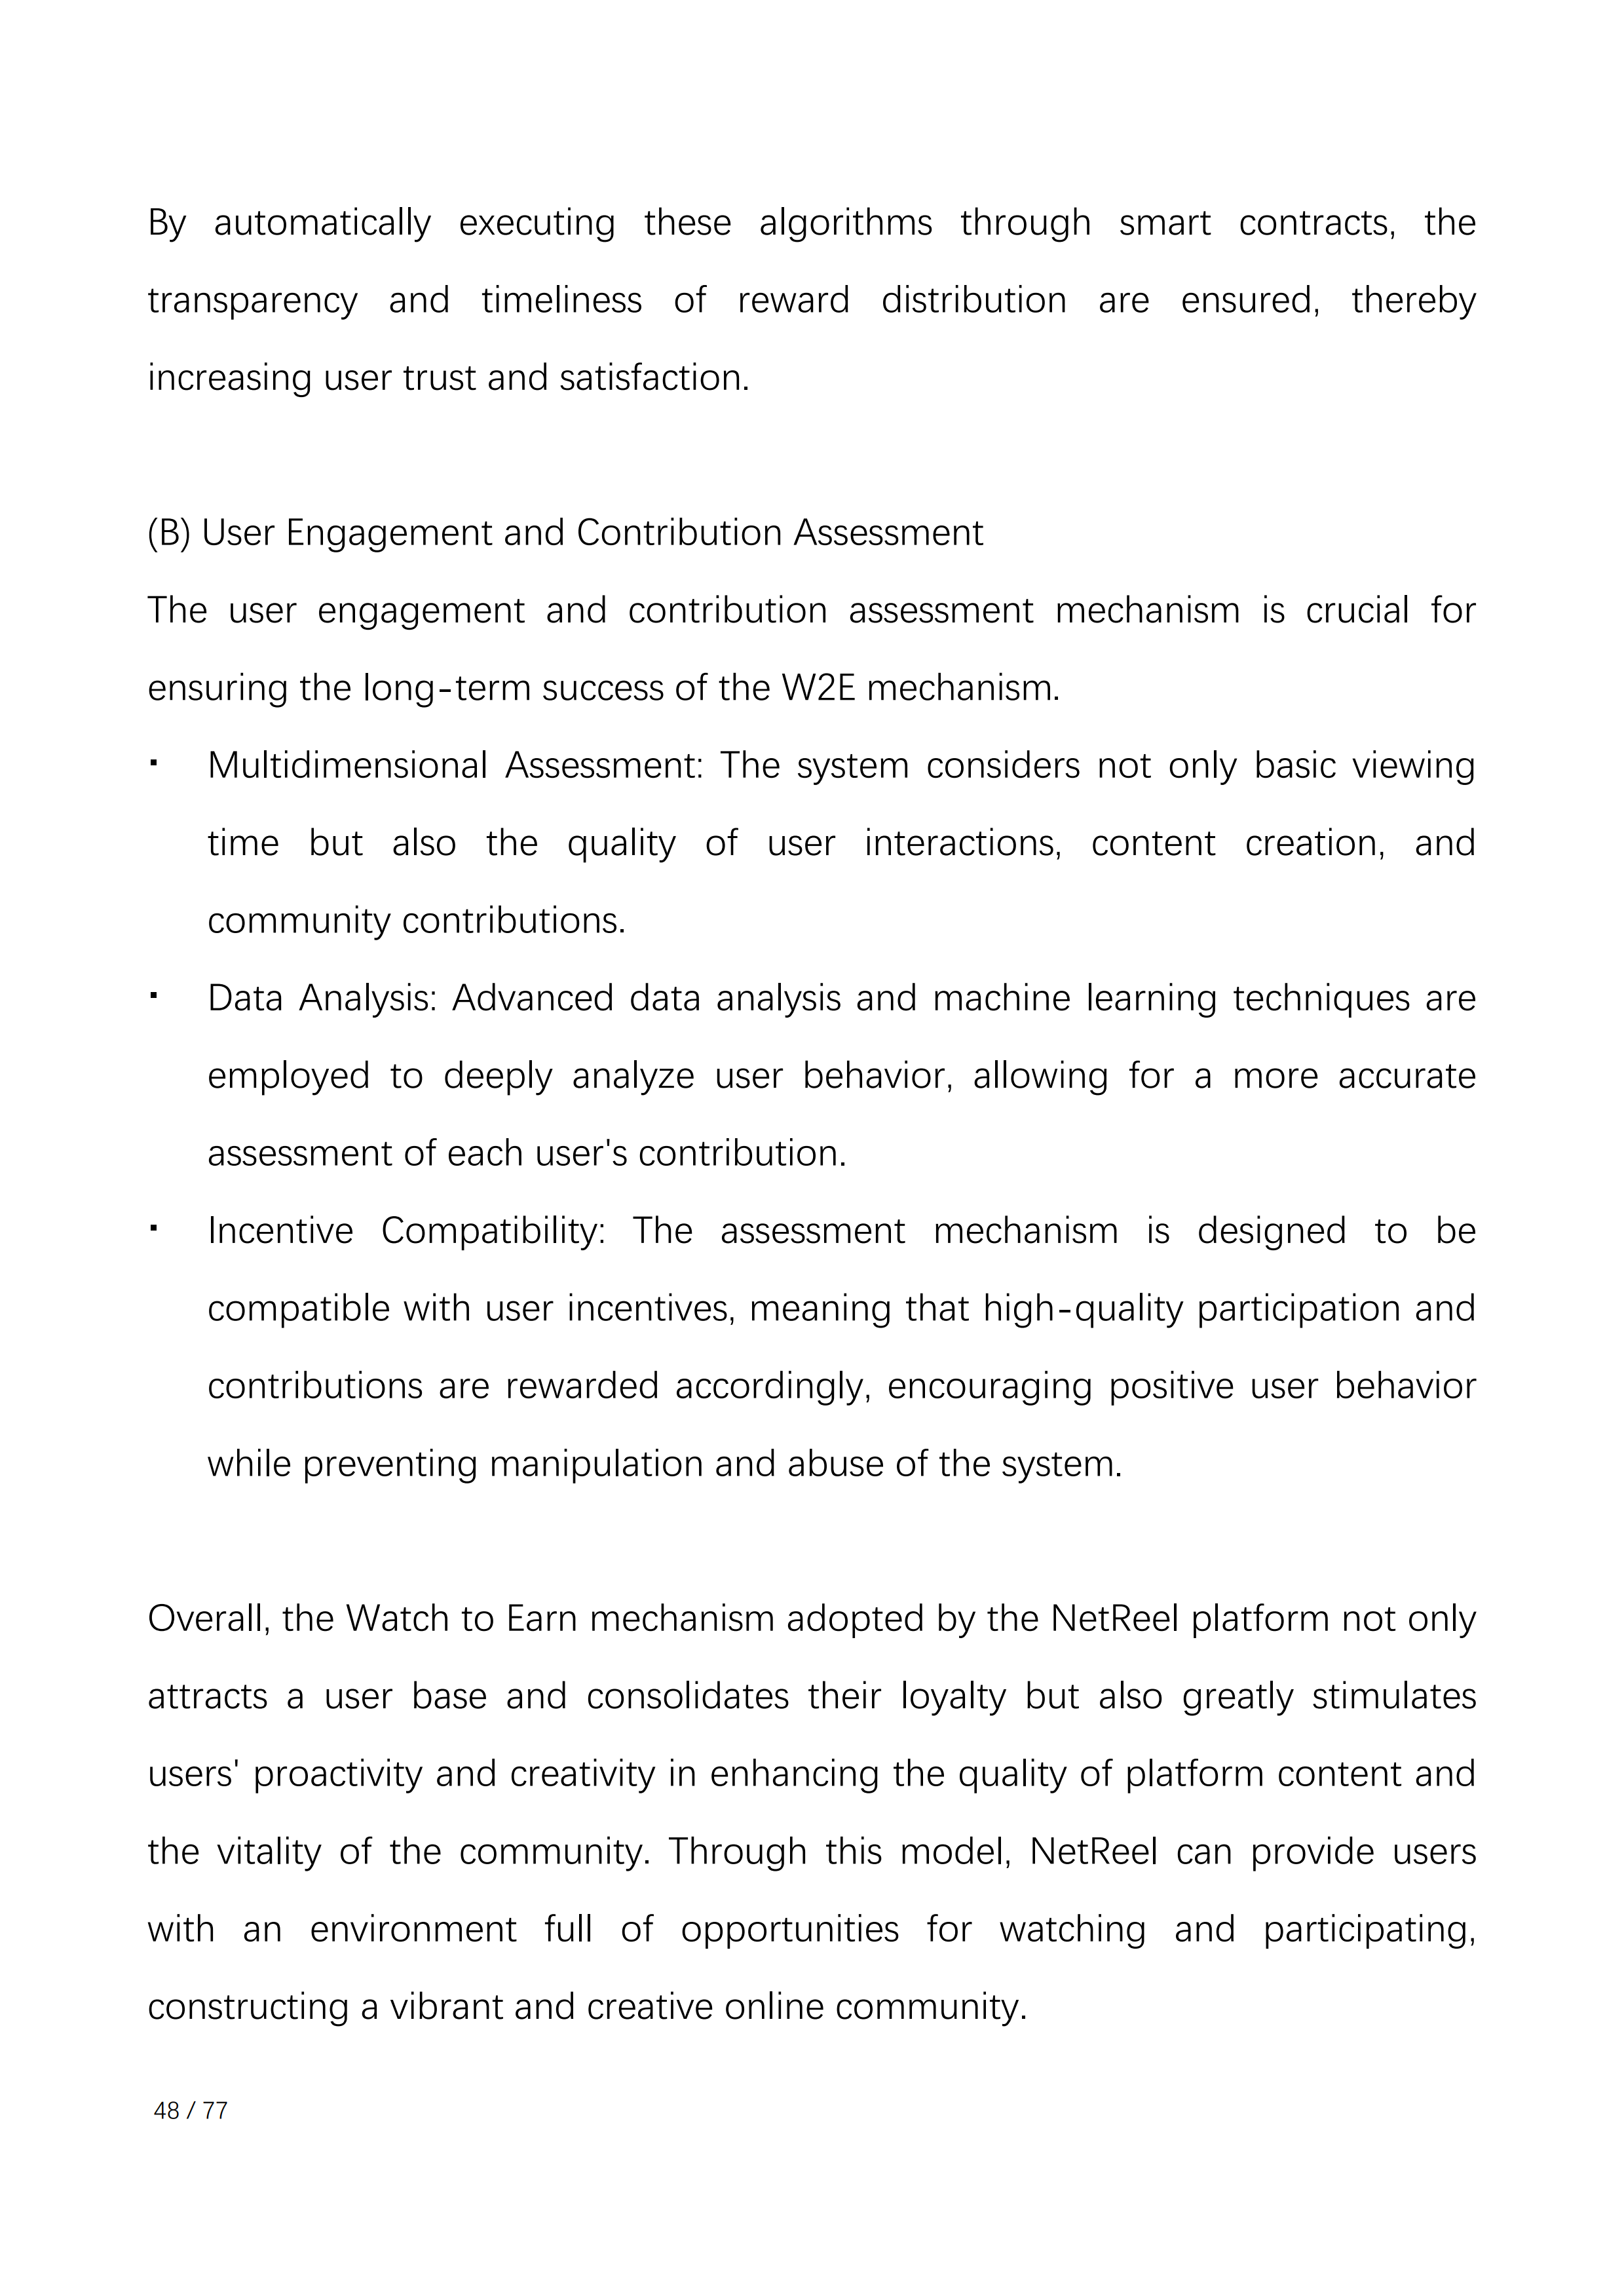 By automatically executing these algorithms through smart contracts, the
transparency and timeliness of reward distribution are ensured, thereby
increasing user trust and satisfaction.
(B) User Engagement and Contribution Assessment
The user engagement and contribution assessment mechanism is crucial for
ensuring the long-term success of the W2E mechanism.
▪ Multidimensional Assessment: The system considers not only basic viewing
time but also the quality of user interactions, content creation, and
community contributions.
▪ Data Analysis: Advanced data analysis and machine learning techniques are
employed to deeply analyze user behavior, allowing for a more accurate
assessment of each user's contribution.
▪ Incentive Compatibility: The assessment mechanism is designed to be
compatible with user incentives, meaning that high-quality participation and
contributions are rewarded accordingly, encouraging positive user behavior
while preventing manipulation and abuse of the system.
Overall, the Watch to Earn mechanism adopted by the NetReel platform not only
attracts a user base and consolidates their loyalty but also greatly stimulates
users' proactivity and creativity in enhancing the quality of platform content and
the vitality of the community. Through this model, NetReel can provide users
with an environment full of opportunities for watching and participating,
constructing a vibrant and creative online community.
48 / 77